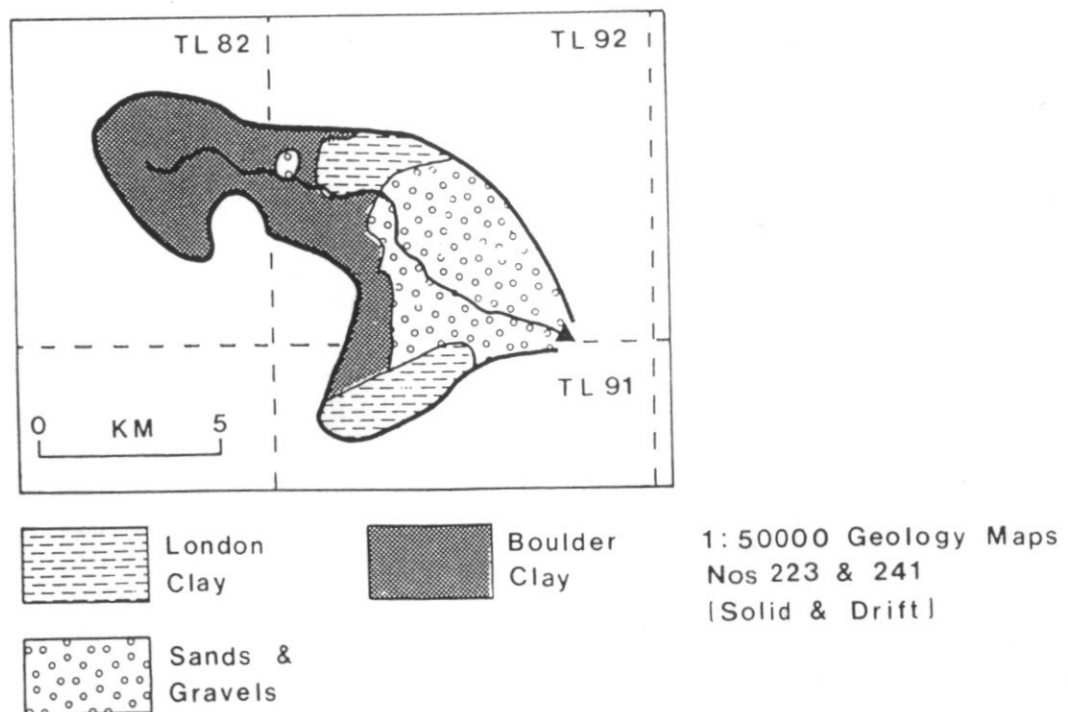 TL 82
TL 92
TL 91
0 KM 5
London
Clay
Boulder
Clay
1:50000 Geology Maps
Nos 223 & 241
(Solid & Drift)
Sands &
Gravels